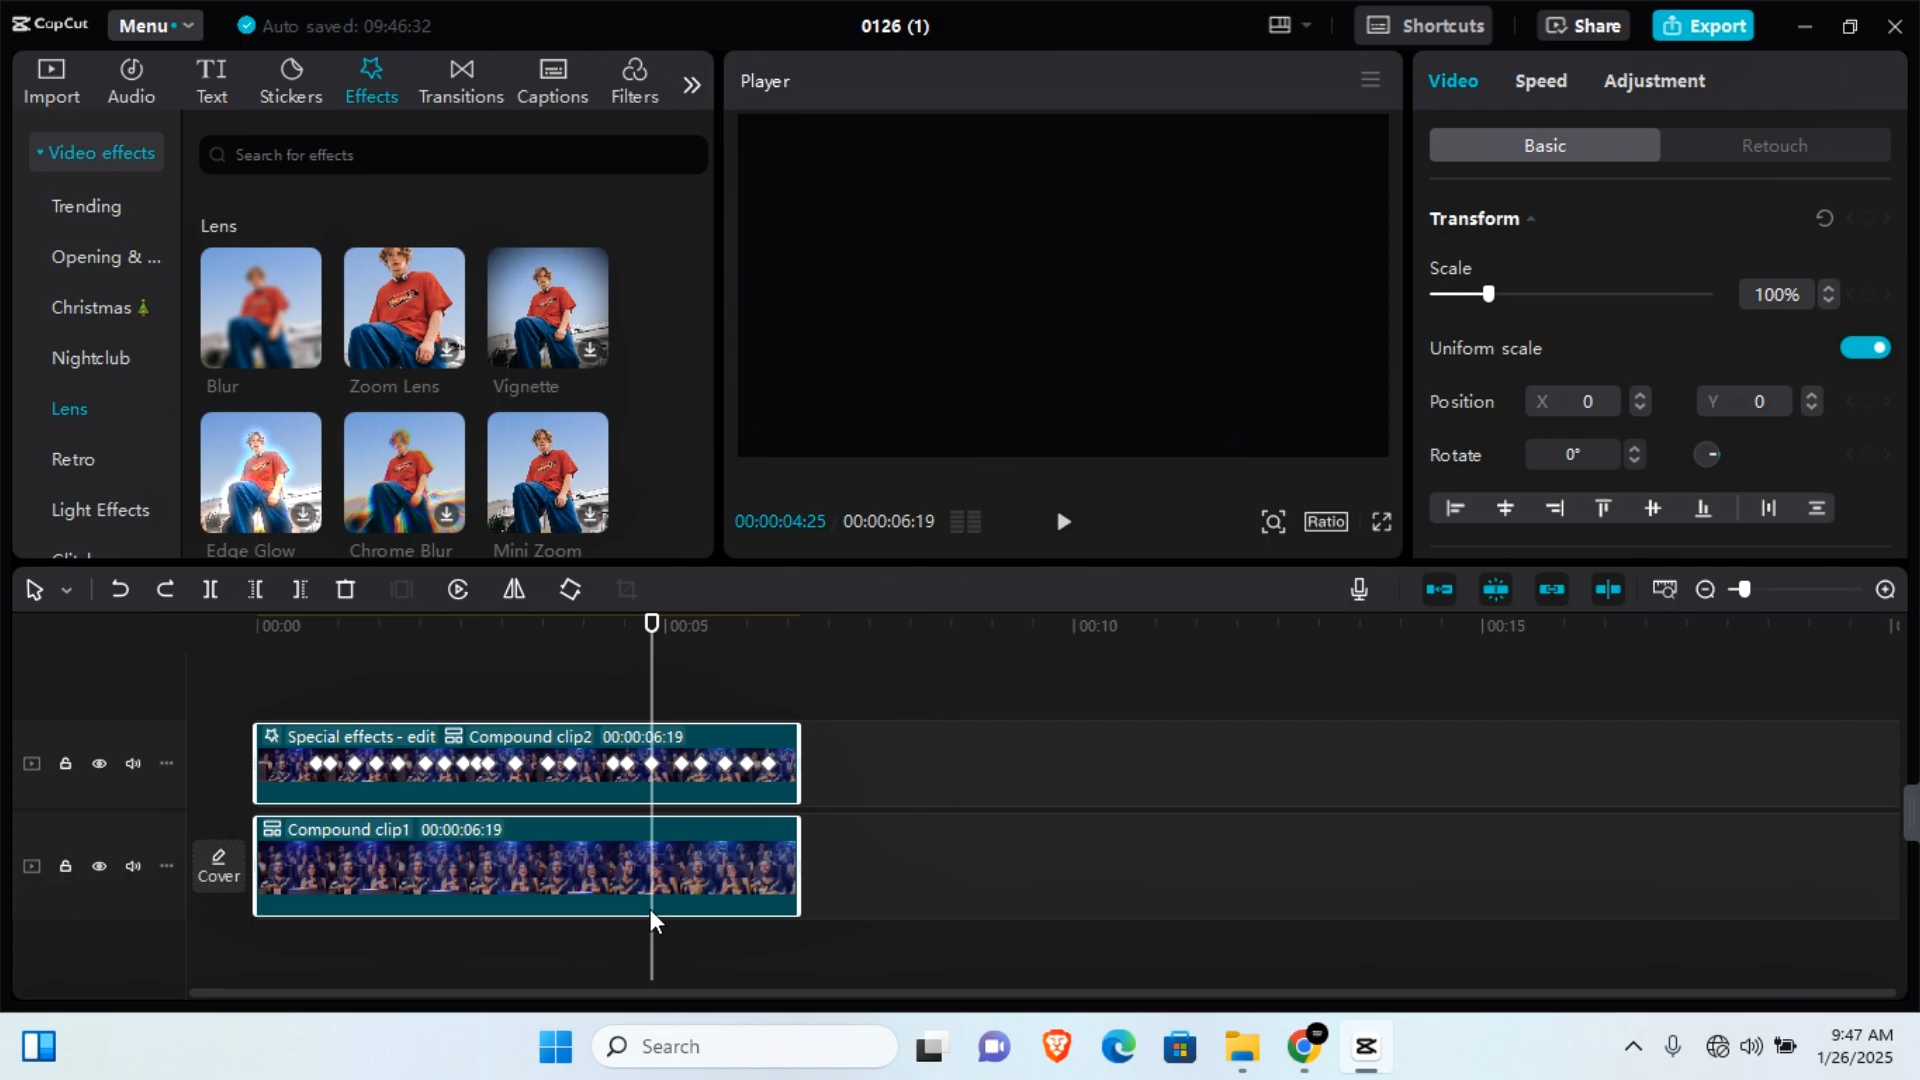 CapCut
Menu
Auto saved: 09:46:32
0126 (1)
Shortcuts
Share
Export
Import
Audio
TI
Text
Stickers
Effects
Transitions
Captions
Filters
Video effects
Trending
Opening & ...
Christmas
Nightclub
Lens
Retro
Light Effects
Search for effects
Lens
Blur
Zoom Lens
Vignette
Edge Glow
Chrome Blur
Mini Zoom
Player
00:00:04:25
00:00:06:19
Ratio
Video
Speed
Adjustment
Basic
Retouch
Transform
Scale
100%
Uniform scale
Position
X 0
Y 0
Rotate
0°
00:00
00:05
00:10
00:15
Special effects - edit
Compound clip2
00:00:06:19
Cover
Compound clip1
00:00:06:19
Search
9:47 AM
1/26/2025